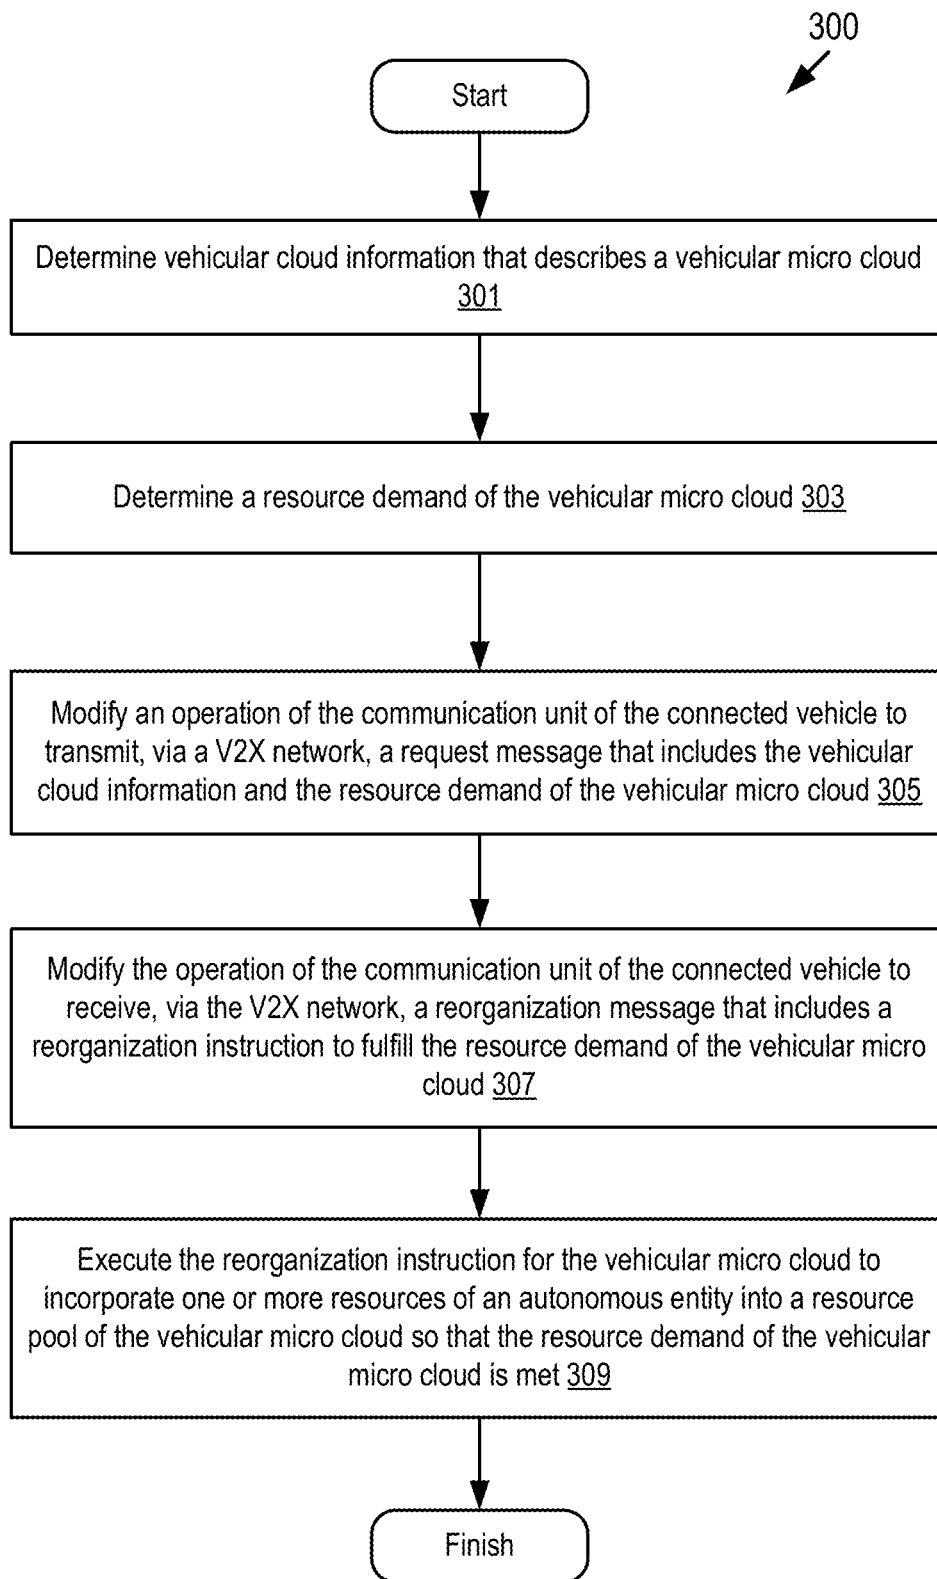 300
Start
Determine vehicular cloud information that describes a vehicular micro cloud
301
Determine a resource demand of the vehicular micro cloud 303
Modify an operation of the communication unit of the connected vehicle to
transmit, via a V2X network, a request message that includes the vehicular
cloud information and the resource demand of the vehicular micro cloud 305
Modify the operation of the communication unit of the connected vehicle to
receive, via the V2X network, a reorganization message that includes a
reorganization instruction to fulfill the resource demand of the vehicular micro
cloud 307
Execute the reorganization instruction for the vehicular micro cloud to
incorporate one or more resources of an autonomous entity into a resource
pool of the vehicular micro cloud so that the resource demand of the vehicular
micro cloud is met 309
Finish